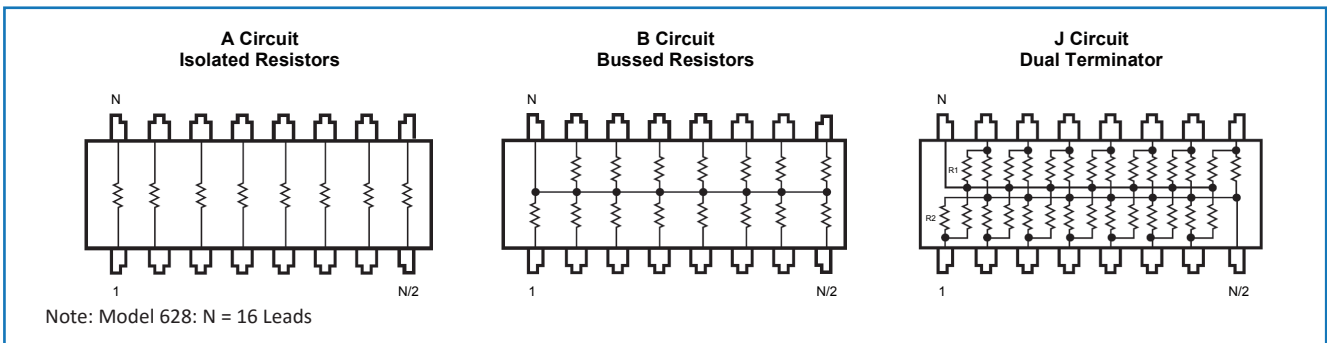 A Circuit
Isolated Resistors
B Circuit
Bussed Resistors
J Circuit
Dual Terminator
N
N
N
R1
R2
1
N/2
1
N/2
1
N/2
Note: Model 628: N = 16 Leads